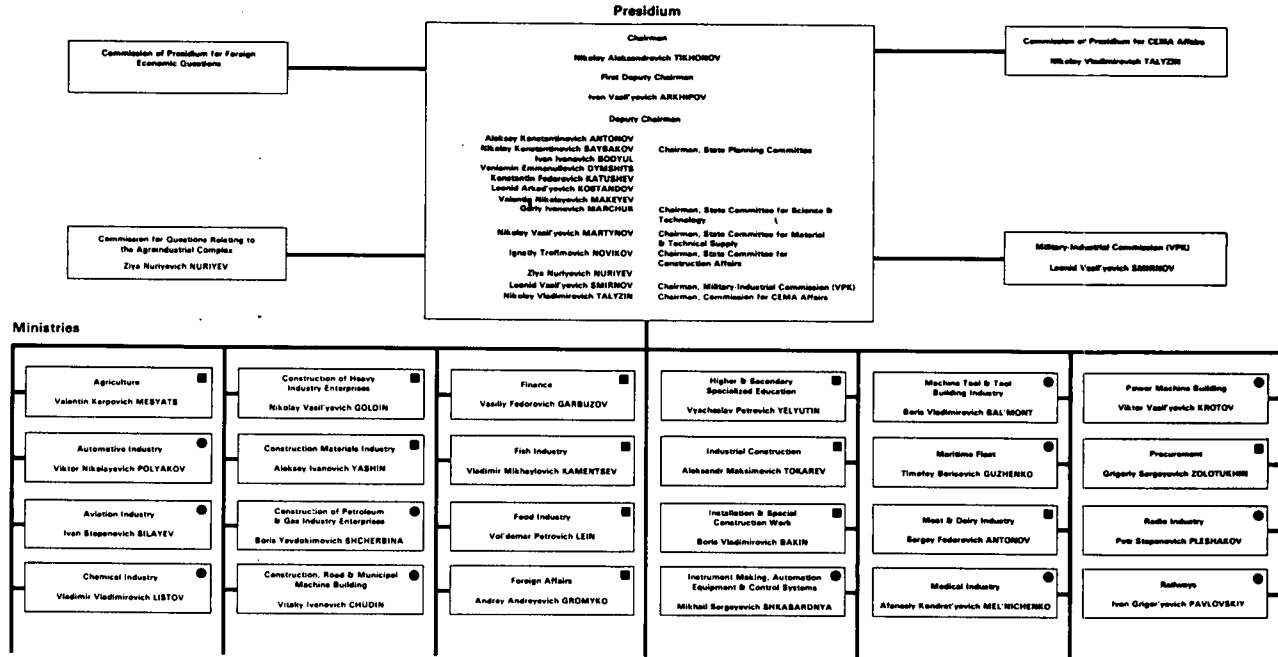 Presidium
Commission of Presidium for Foreign
Economic Questions
Chairman
Nikolay Aleksandrovich TIKHONOV
First Deputy Chairman
Ivan Vasil'yevich ARKHIPOV
Deputy Chairman
Aleksey Konstantinovich ANTONOV
Nikolay Konstantinovich BAYBAKOV Chairman, State Planning Committee
Ivan Ivanovich BODYUL
Veniamin Emmanuilovich DYMSHITS
Konstantin Fedorovich KATUSHEV
Leonid Arkad'yevich KOSTANDOV
Valentin Nikolayevich MAKEYEV
Guriy Ivanovich MARCHUK Chairman, State Committee for Science &
Technology
Nikolay Vasil'yevich MARTYNOV Chairman, State Committee for Material
& Technical Supply
Ignatiy Trofimovich NOVIKOV Chairman, State Committee for
Construction Affairs
Ziya Nuriyevich NURIYEV
Leonid Vasil'yevich SMIRNOV Chairman, Military-Industrial Commission (VPK)
Nikolay Vladimirovich TALYZIN Chairman, Commission for CEMA Affairs
Commission of Presidium for CEMA Affairs
Nikolay Vladimirovich TALYZIN
Commission for Questions Relating to
the Agroindustrial Complex
Ziya Nuriyevich NURIYEV
Military-Industrial Commission (VPK)
Leonid Vasil'yevich SMIRNOV
Ministries
Agriculture
Valentin Karpovich MESYATS
Automotive Industry
Viktor Nikolayevich POLYAKOV
Aviation Industry
Ivan Stepanovich SILAYEV
Chemical Industry
Vladimir Vladimirovich LISTOV
Construction of Heavy
Industry Enterprises
Nikolay Vasil'yevich GOLDIN
Construction Materials Industry
Aleksey Ivanovich YASHIN
Construction of Petroleum
& Gas Industry Enterprises
Boris Yevdokimovich SHCHERBINA
Construction, Road & Municipal
Machine Building
Vitaliy Ivanovich CHUDIN
Finance
Vasiliy Fedorovich GARBUZOV
Fish Industry
Vladimir Mikhaylovich KAMENTSEV
Food Industry
Vol'demar Petrovich LEIN
Foreign Affairs
Andrey Andreyevich GROMYKO
Higher & Secondary
Specialized Education
Vyacheslav Petrovich YELYUTIN
Industrial Construction
Aleksandr Maksimovich TOKAREV
Installation & Special
Construction Work
Boris Vladimirovich BAKIN
Instrument Making, Automation
Equipment & Control Systems
Mikhail Sergeyevich SHKABARDNYA
Machine Tool & Tool
Building Industry
Boris Vladimirovich BAL'MONT
Maritime Fleet
Timofey Borisovich GUZHENKO
Meat & Dairy Industry
Sergey Fedorovich ANTONOV
Medical Industry
Afanasiy Kondrat'yevich MEL'NICHENKO
Power Machine Building
Viktor Vasil'yevich KROTOV
Procurement
Grigoriy Sergeyevich ZOLOTUKHIN
Radio Industry
Petr Stepanovich PLESHAKOV
Railways
Ivan Grigor'yevich PAVLOVSKIY